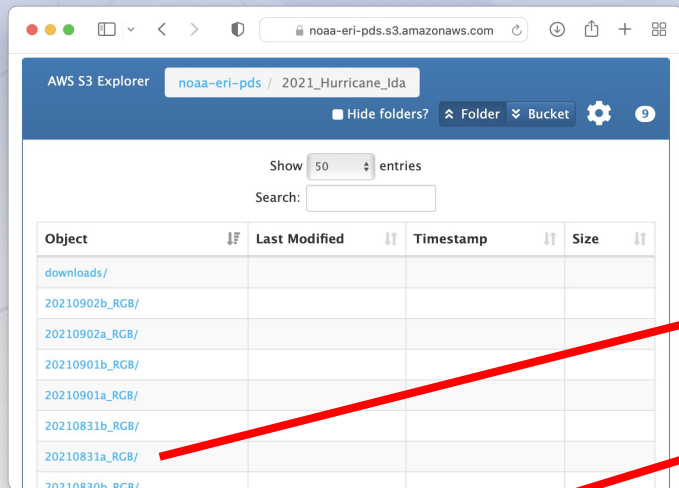 noaa-eri-pds.s3.amazonaws.com
AWS S3 Explorer noaa-eri-pds / 2021_Hurricane_Ida
Hide folders? Folder Bucket 9
Show 50 entries
Search:
Object Last Modified Timestamp Size
downloads/
20210902b_RGB/
20210902a_RGB/
20210901b_RGB/
20210901a_RGB/
20210831b_RGB/
20210831a_RGB/
20210830b_RGB/